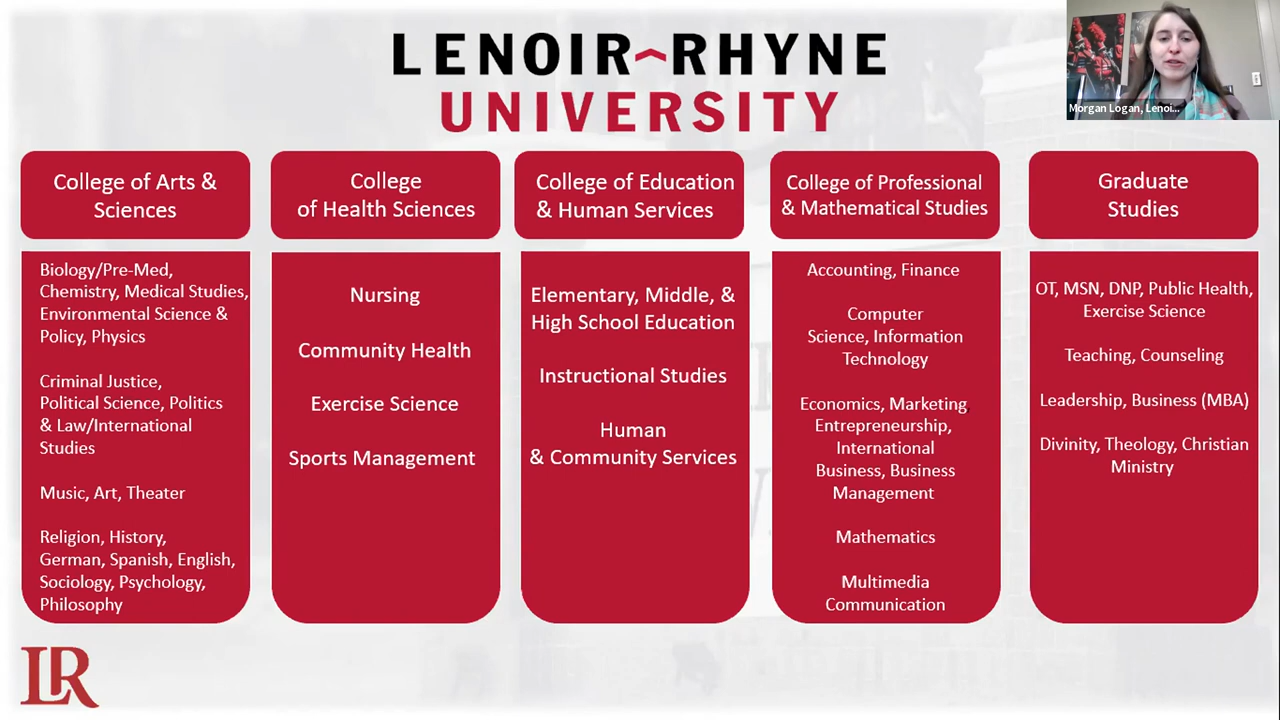 LENOIR-RHYNE
UNIVERSITY
Morgan Logan, Lenoi...
College of Arts &
Sciences
Biology/Pre-Med,
Chemistry, Medical Studies,
Environmental Science &
Policy, Physics
Criminal Justice,
Political Science, Politics
& Law/International
Studies
Music, Art, Theater
Religion, History,
German, Spanish, English,
Sociology, Psychology,
Philosophy
College
of Health Sciences
Nursing
Community Health
Exercise Science
Sports Management
College of Education
& Human Services
Elementary, Middle, &
High School Education
Instructional Studies
Human
& Community Services
College of Professional
& Mathematical Studies
Accounting, Finance
Computer
Science, Information
Technology
Economics, Marketing,
Entrepreneurship,
International
Business, Business
Management
Mathematics
Multimedia
Communication
Graduate
Studies
OT, MSN, DNP, Public Health,
Exercise Science
Teaching, Counseling
Leadership, Business (MBA)
Divinity, Theology, Christian
Ministry
LR